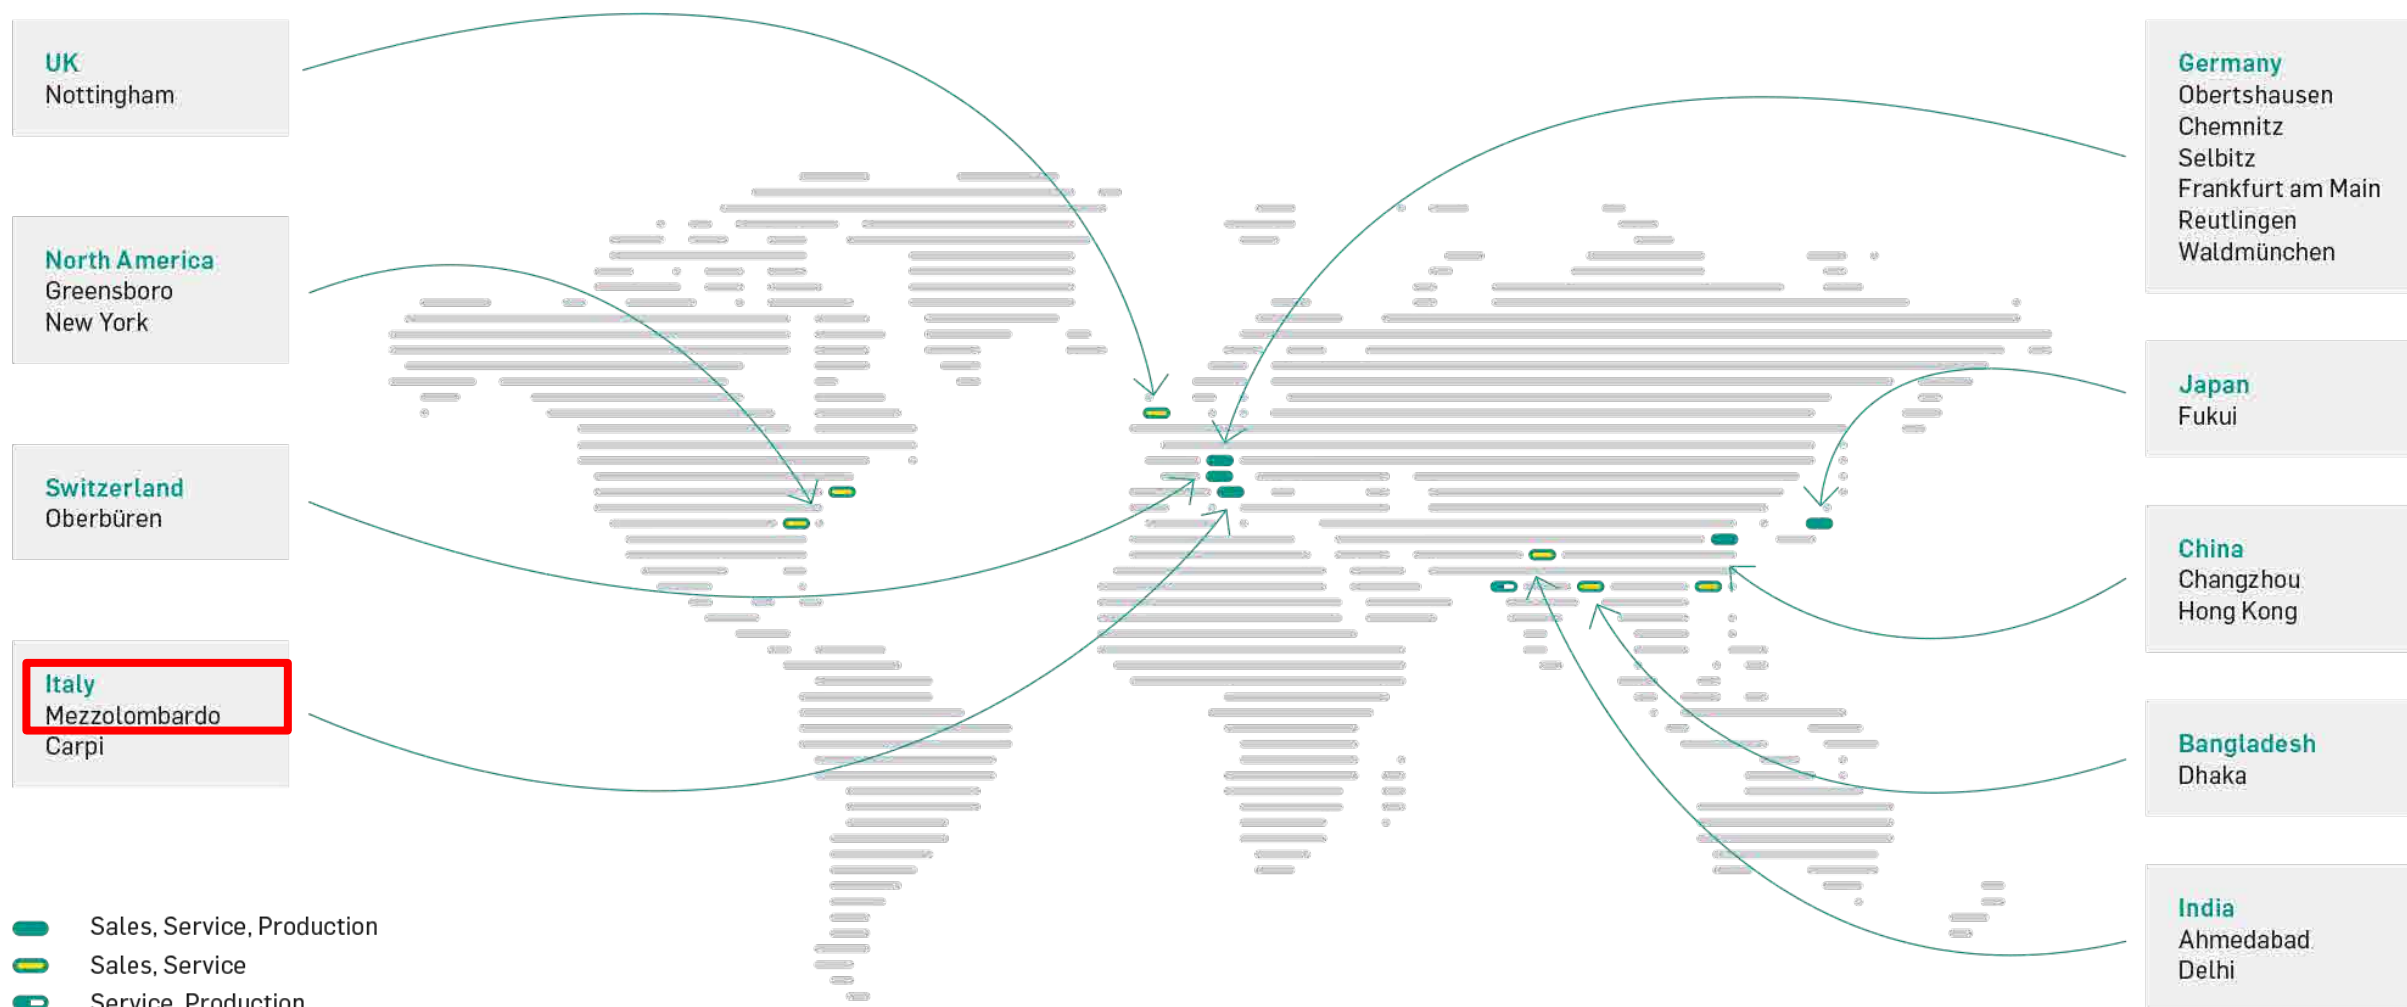 UK
Nottingham
North America
Greensboro
New York
Switzerland
Oberbüren
Italy
Mezzolombardo
Carpi
Germany
Obertshausen
Chemnitz
Selbitz
Frankfurt am Main
Reutlingen
Waldmünchen
Japan
Fukui
China
Changzhou
Hong Kong
Bangladesh
Dhaka
India
Ahmedabad
Delhi
Sales, Service, Production
Sales, Service
Service, Production